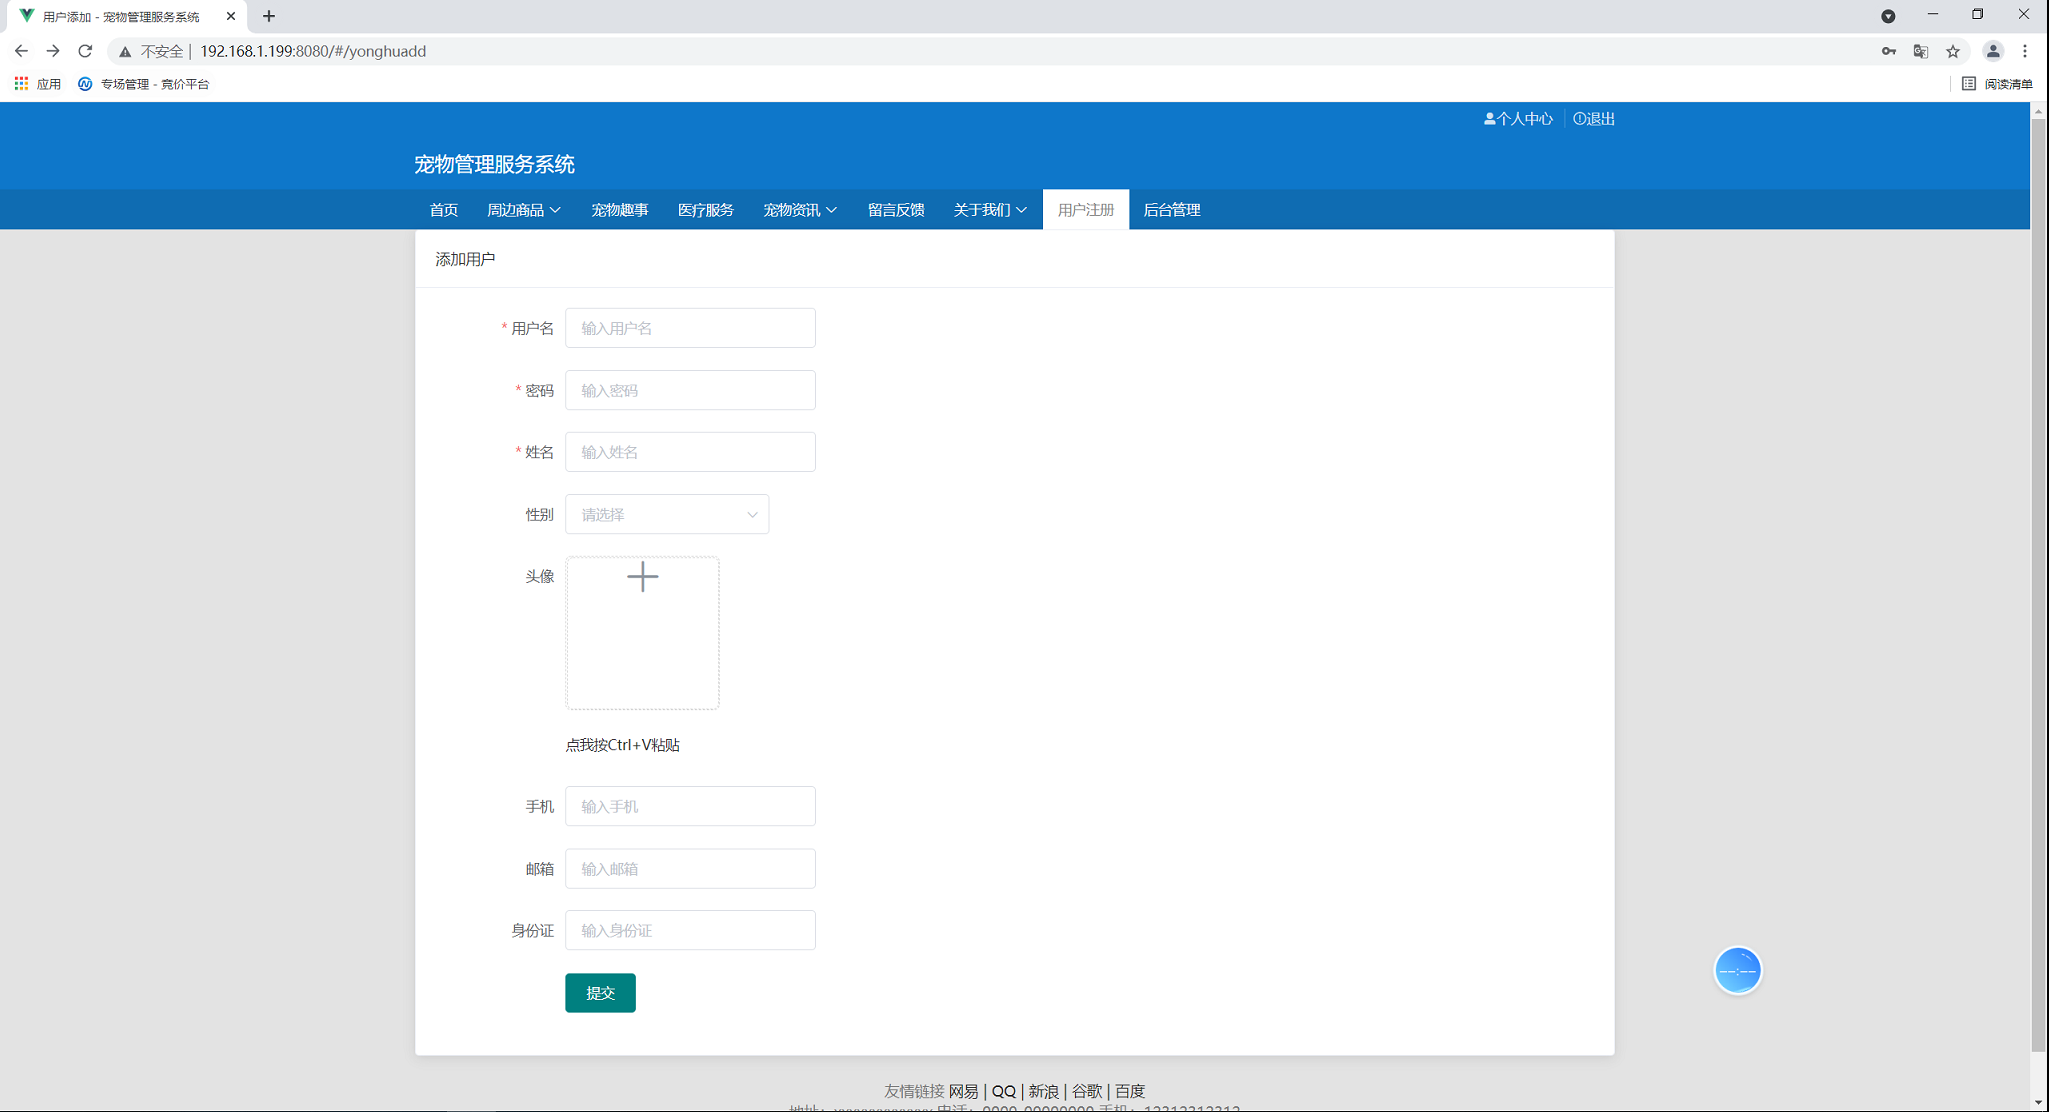 用户添加 - 宠物管理服务系统
不安全 | 192.168.1.199:8080/#/yonghuadd
应用 专场管理 - 竞价平台 阅读清单
个人中心 退出
宠物管理服务系统
首页 周边商品 宠物趣事 医疗服务 宠物资讯 留言反馈 关于我们 用户注册 后台管理
添加用户
* 用户名 输入用户名
* 密码 输入密码
* 姓名 输入姓名
性别 请选择
头像
点我按Ctrl+V粘贴
手机 输入手机
邮箱 输入邮箱
身份证 输入身份证
--:--
提交
友情链接 网易 | QQ | 新浪 | 谷歌 | 百度